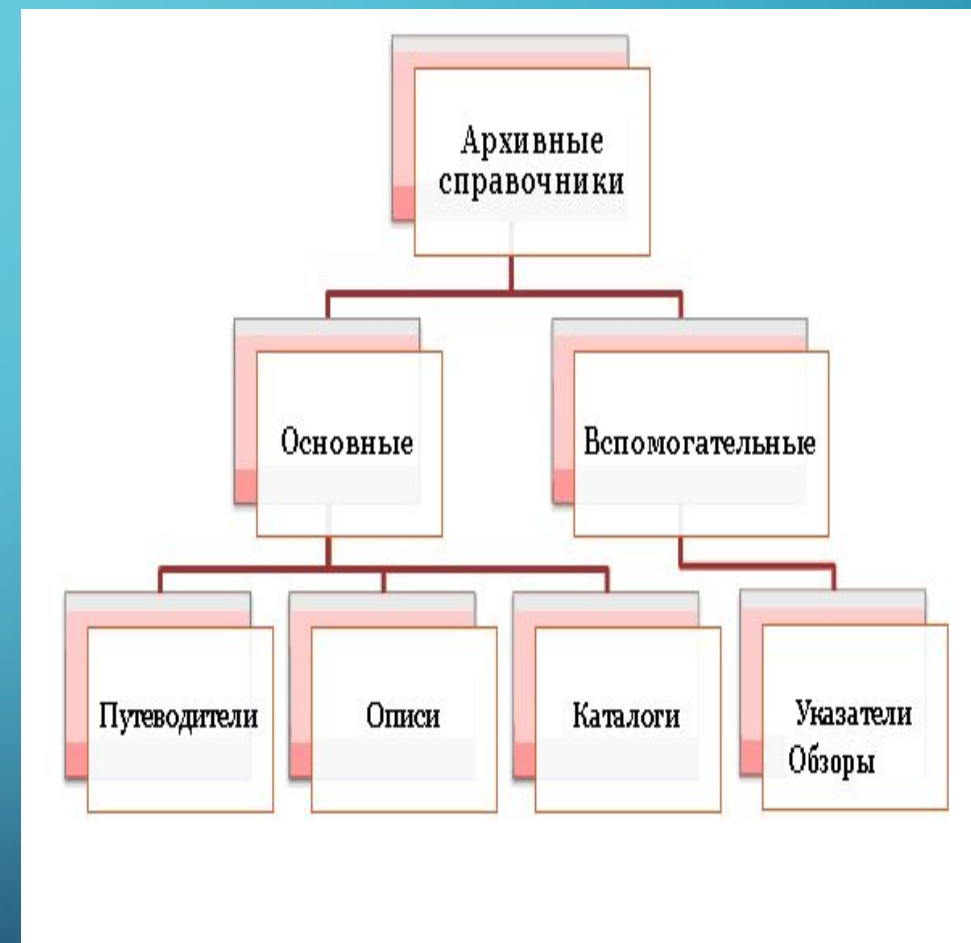 Архивные
справочники
Основные
Вспомогательные
Путеводители
Описи
Каталоги
Указатели
Обзоры